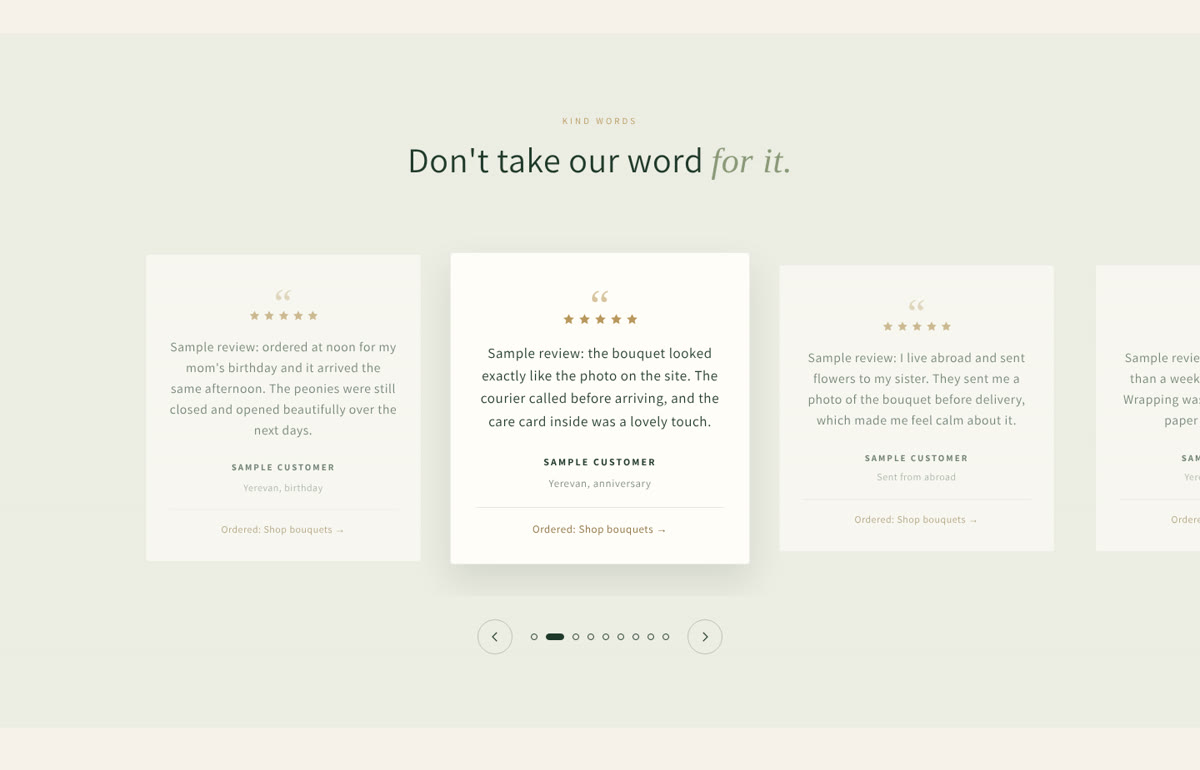 KIND WORDS
Don't take our word for it.
“
Sample review: ordered at noon for my
mom's birthday and it arrived the
same afternoon. The peonies were still
closed and opened beautifully over the
next days.
SAMPLE CUSTOMER
Yerevan, birthday
Ordered: Shop bouquets →
“
Sample review: the bouquet looked
exactly like the photo on the site. The
courier called before arriving, and the
care card inside was a lovely touch.
SAMPLE CUSTOMER
Yerevan, anniversary
Ordered: Shop bouquets →
“
Sample review: I live abroad and sent
flowers to my sister. They sent me a
photo of the bouquet before delivery,
which made me feel calm about it.
SAMPLE CUSTOMER
Sent from abroad
Ordered: Shop bouquets →
Sample
than a week
Wrapping
paper